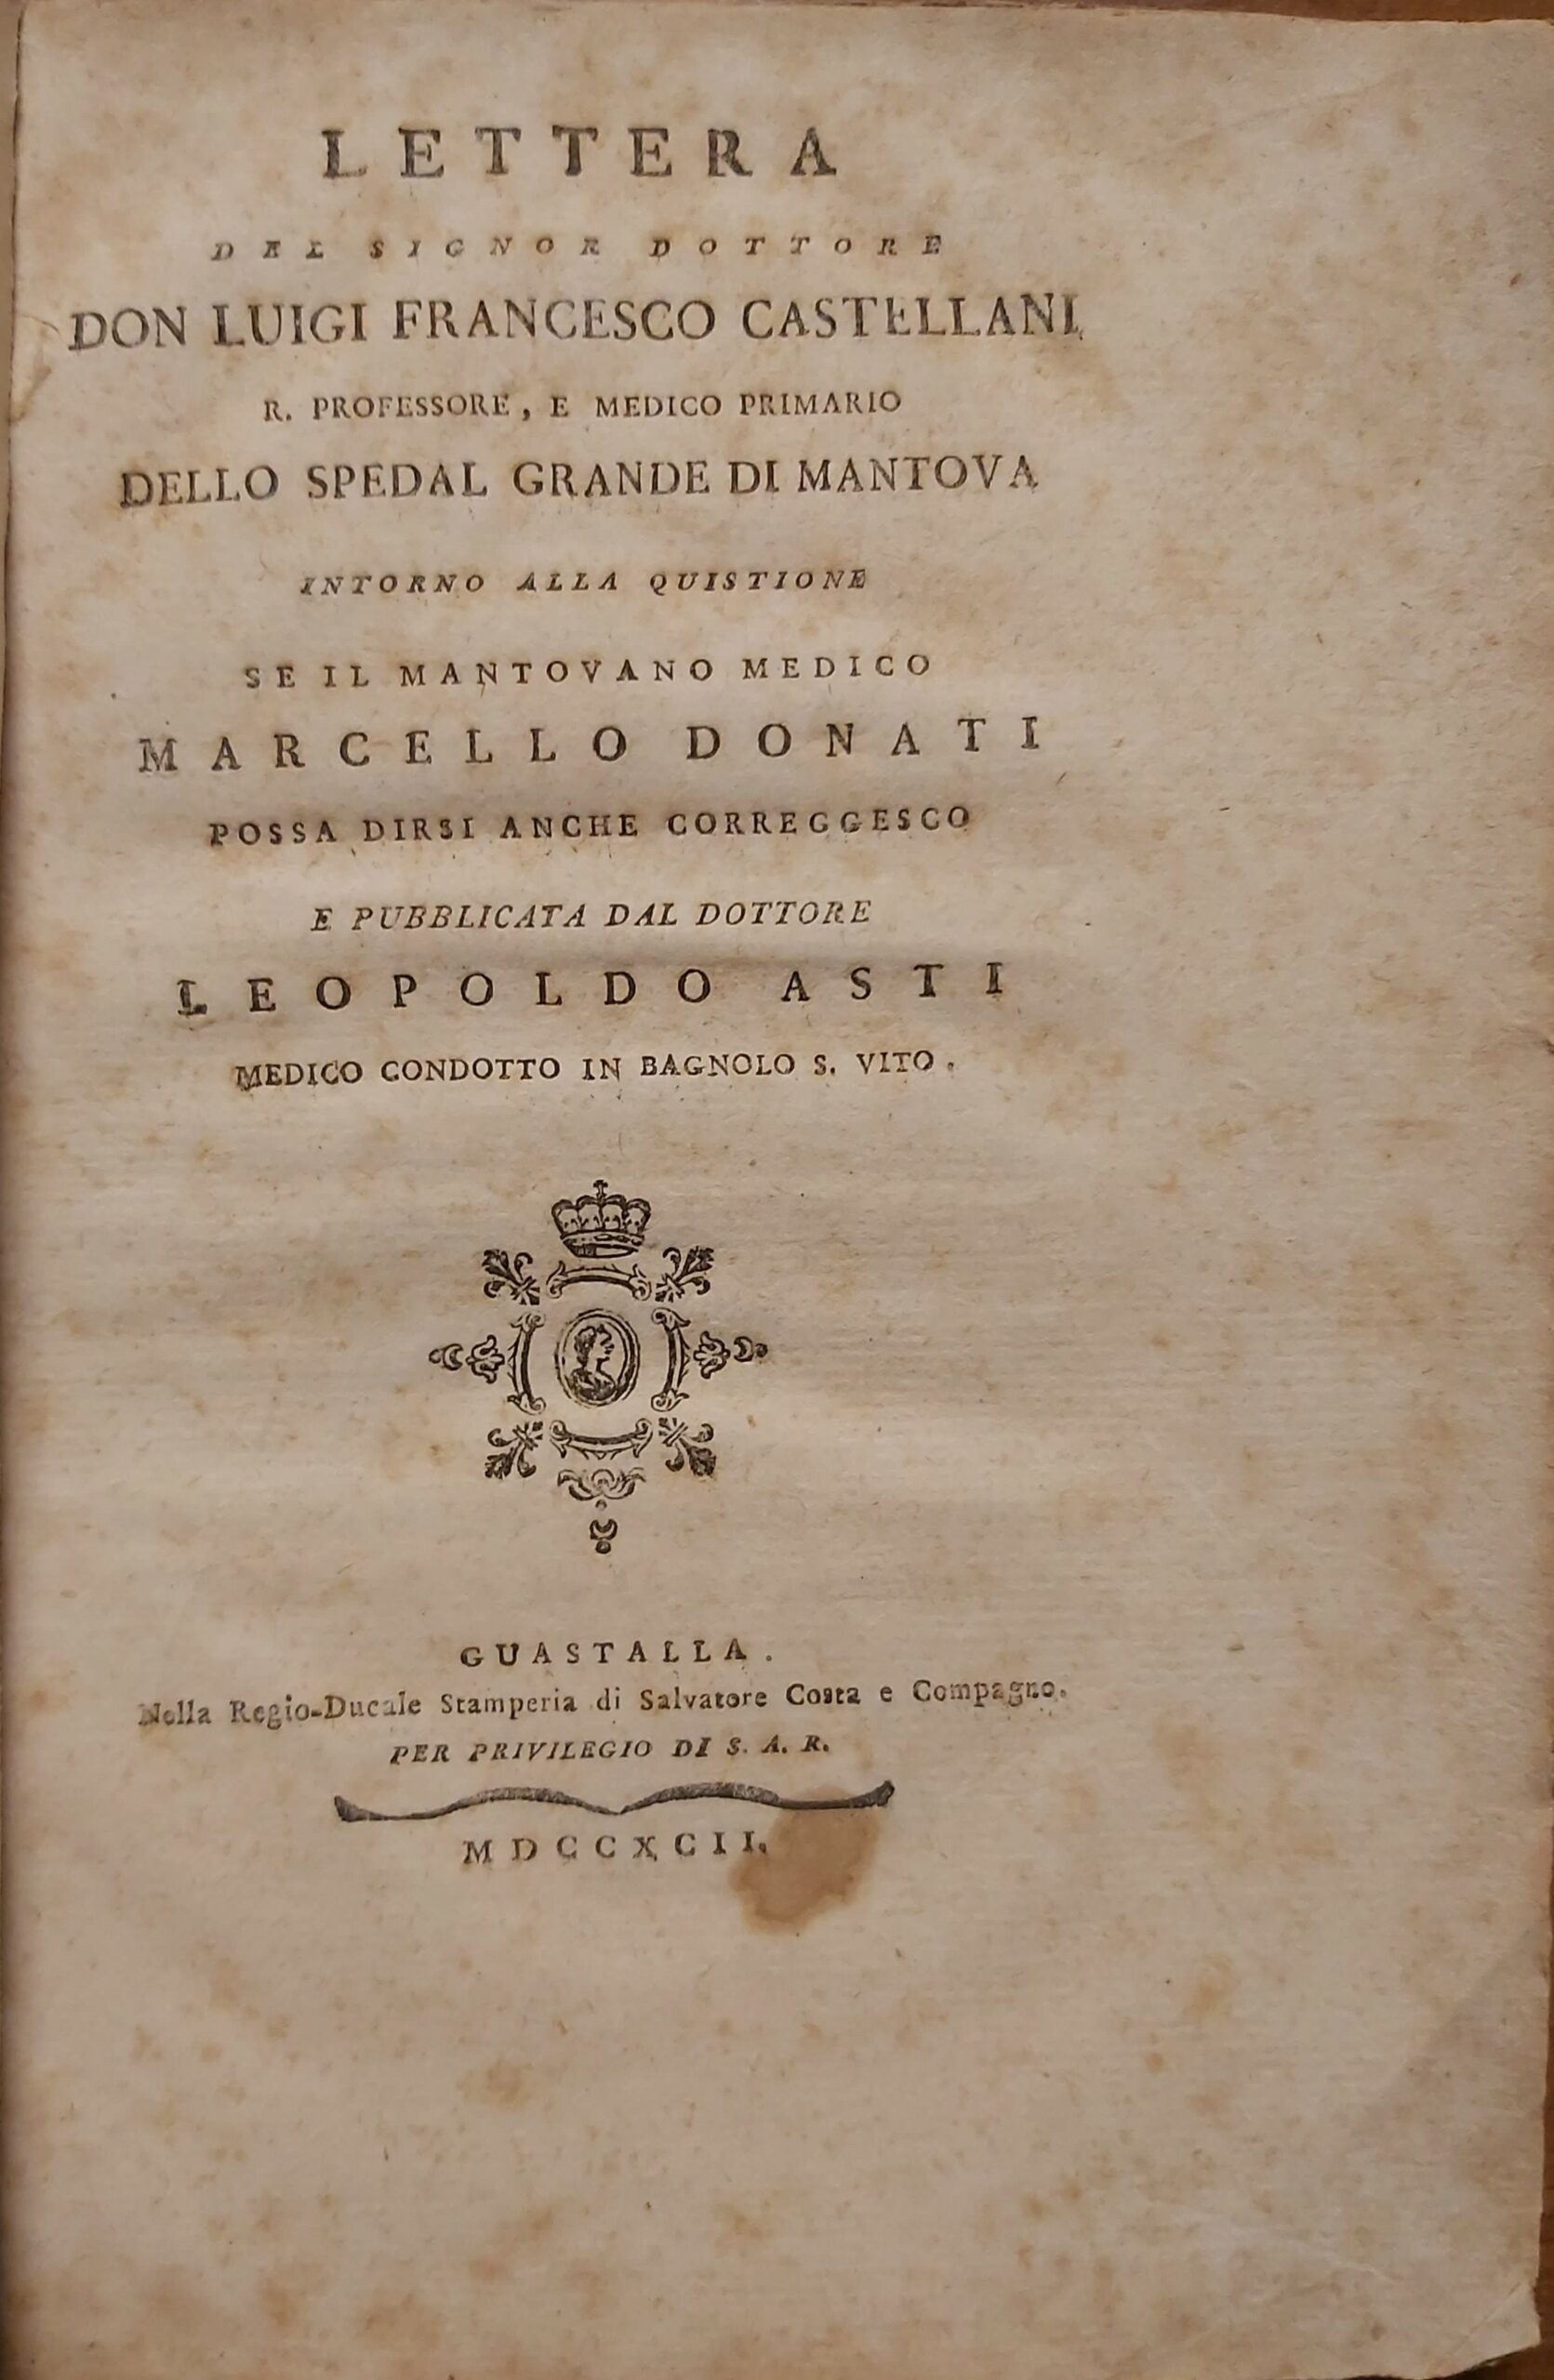 LETTERA
DEL SIGNOR DOTTORE
DON LUIGI FRANCESCO CASTELLANI
R. PROFESSORE, E MEDICO PRIMARIO
DELLO SPEDAL GRANDE DI MANTOVA
INTORNO ALLA QUISTIONE
SE IL MANTOVANO MEDICO
MARCELLO DONATI
POSSA DIRSI ANCHE CORREGGESCO
E PUBBLICATA DAL DOTTORE
LEOPOLDO ASTI
MEDICO CONDOTTO IN BAGNOLO S. VITO.
GUASTALLA.
Nella Regio-Ducale Stamperia di Salvatore Costa e Compagno.
PER PRIVILEGIO DI S. A. R.
MDCCXCII.